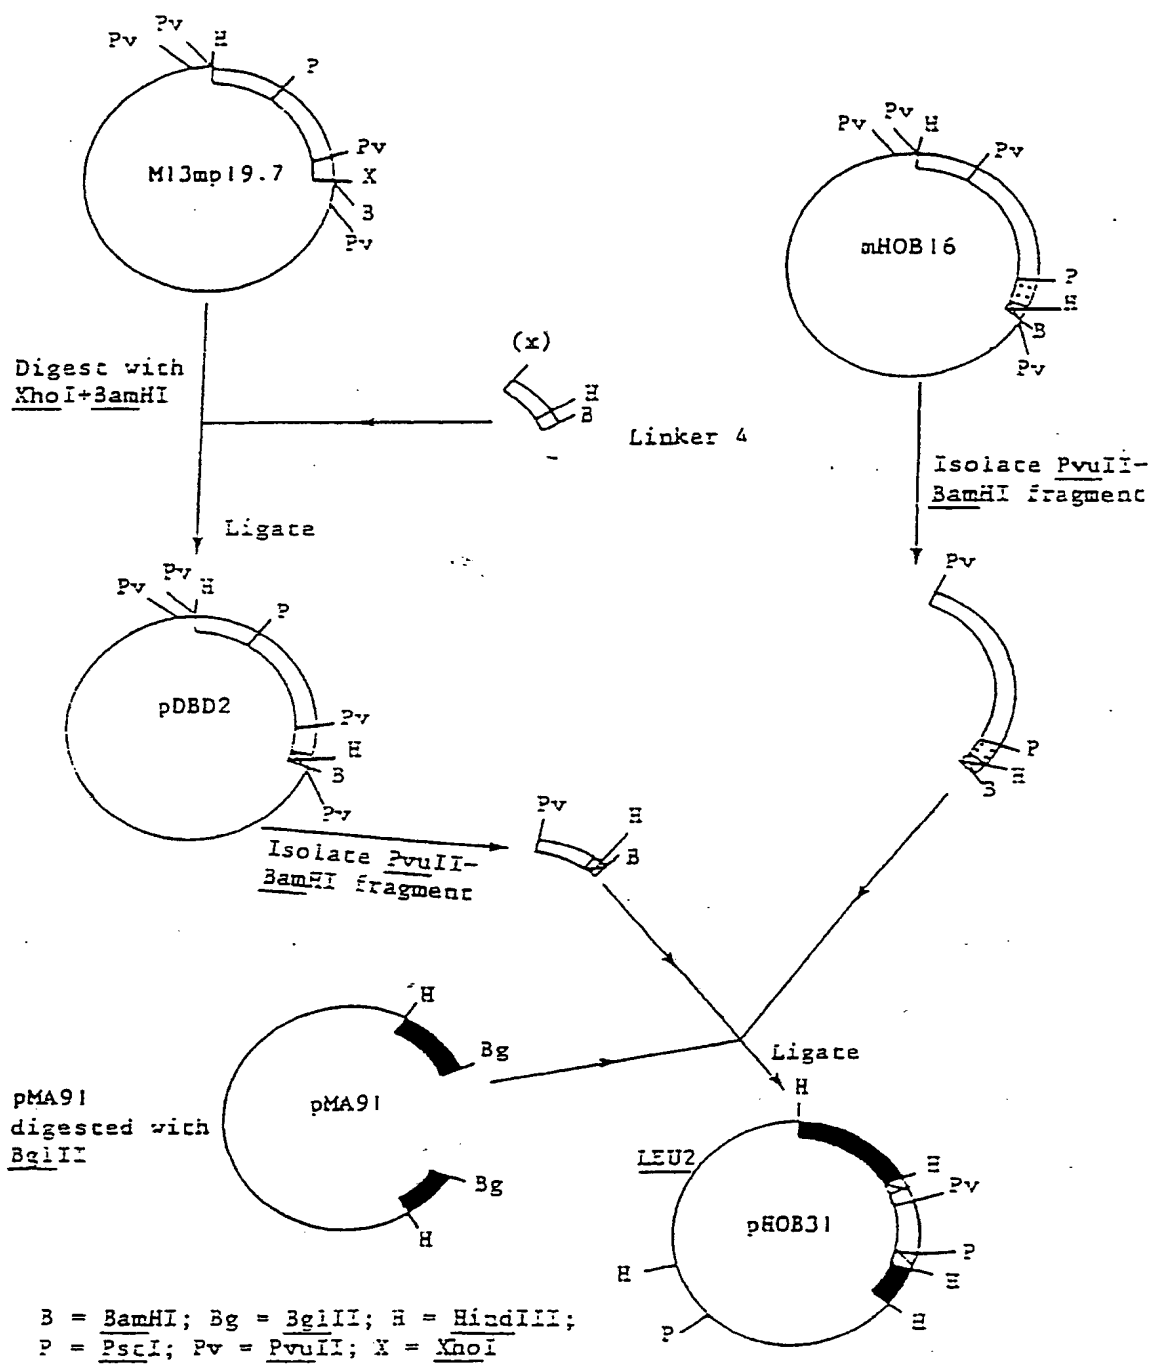 Pv
Pv
H
P
Pv
X
B
Pv
M13mp19.7
Pv
Pv
H
Pv
P
H
B
Pv
mHOB16
Digest with
XhoI+BamHI
(x)
H
B
Linker 4
Isolate PvuII-
BamHI fragment
Ligate
Pv
Pv
H
P
Pv
H
B
Pv
pDBD2
Pv
P
H
B
Isolate PvuII-
BamHI fragment
Pv
H
B
pMA91
digested with
BglII
H
Bg
pMA91
Bg
H
Ligate
H
LEU2
H
Pv
pHOB31
P
H
H
H
P
B = BamHI; Bg = BglII; H = HindIII;
P = PstI; Pv = PvuII; X = XhoI